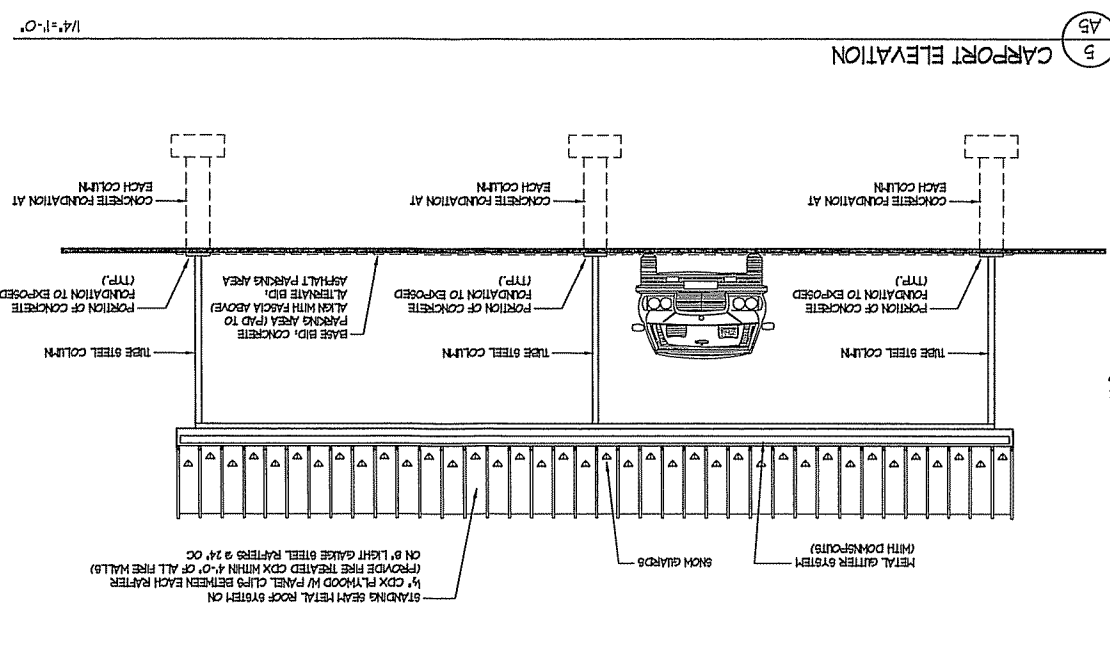 STANDING SEAM METAL ROOF SYSTEM ON
½" CDX PLYWOOD W/ PANEL CLIPS BETWEEN EACH RAFTER
(PROVIDE FIRE TREATED CDX WITHIN 4'-0" OF ALL FIRE WALLS)
ON 8" LIGHT GAUGE STEEL RAFTERS @ 24" OC
METAL GUTTER SYSTEM
(WITH DOWNSPOUTS)
SNOW GUARDS
TUBE STEEL COLUMN
TUBE STEEL COLUMN
TUBE STEEL COLUMN
BASE BID, CONCRETE
PARKING AREA (PAD TO
ALIGN WITH FASCIA ABOVE)
ALTERNATE BID,
ASPHALT PARKING AREA
PORTION OF CONCRETE
FOUNDATION TO EXPOSED
(TYP.)
PORTION OF CONCRETE
FOUNDATION TO EXPOSED
(TYP.)
PORTION OF CONCRETE
FOUNDATION TO EXPOSED
(TYP.)
CONCRETE FOUNDATION AT
EACH COLUMN
CONCRETE FOUNDATION AT
EACH COLUMN
CONCRETE FOUNDATION AT
EACH COLUMN
5
A5
CARPORT ELEVATION
1/4"=1'-0"